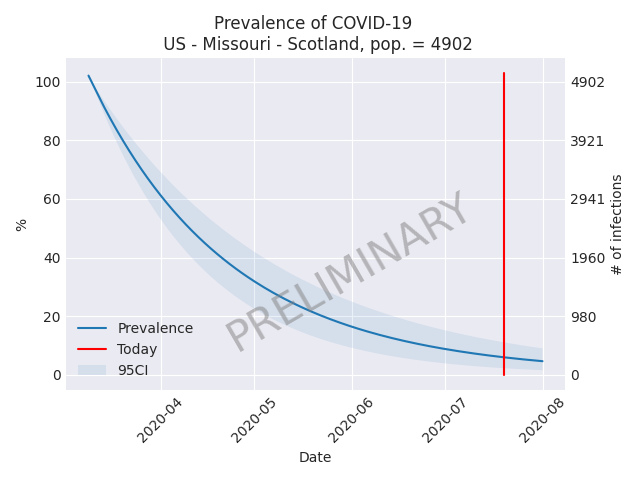 Prevalence of COVID-19
US - Missouri - Scotland, pop. = 4902
%
100
80
60
40
20
0
4902
3921
2941
1960
980
0
# of infections
PRELIMINARY
Prevalence
Today
95CI
2020-04
2020-05
2020-06
2020-07
2020-08
Date